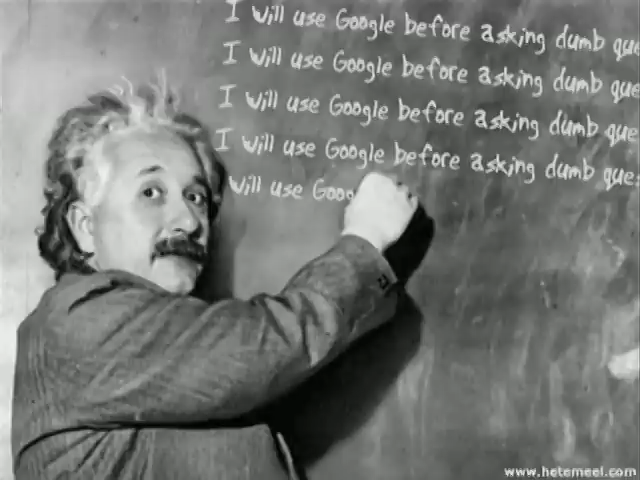 I will use Google before asking dumb que
I will use Google before asking dumb que
I will use Google before asking dumb que
I will use Google before asking dumb ques
will use Goog
www.hetemeel.com